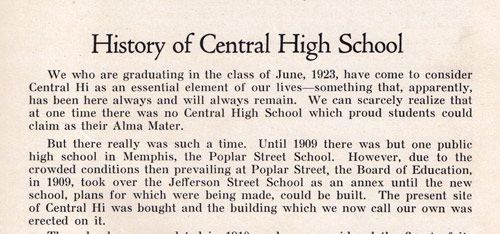 History of Central High School
We who are graduating in the class of June, 1923, have come to consider
Central Hi as an essential element of our lives—something that, apparently,
has been here always and will always remain. We can scarcely realize that
at one time there was no Central High School which proud students could
claim as their Alma Mater.
But there really was such a time. Until 1909 there was but one public
high school in Memphis, the Poplar Street School. However, due to the
crowded conditions then prevailing at Poplar Street, the Board of Education,
in 1909, took over the Jefferson Street School as an annex until the new
school, plans for which were being made, could be built. The present site
of Central Hi was bought and the building which we now call our own was
erected on it.